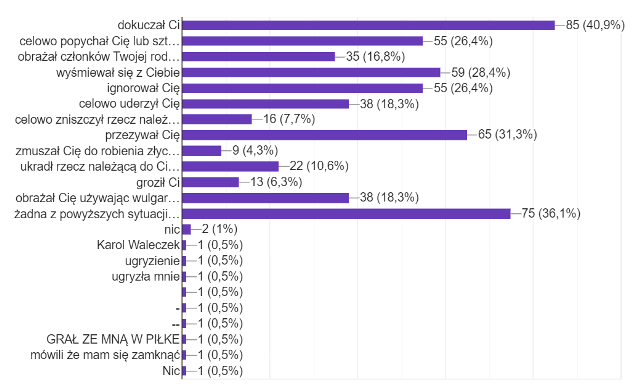 dokuczał Ci 85 (40,9%)
celowo popychał Cię lub szt... 55 (26,4%)
obrażał członków Twojej rod... 35 (16,8%)
wyśmiewał się z Ciebie 59 (28,4%)
ignorował Cię 55 (26,4%)
celowo uderzył Cię 38 (18,3%)
celowo zniszczył rzecz należ... 16 (7,7%)
przezywał Cię 65 (31,3%)
zmuszał Cię do robienia złyc... 9 (4,3%)
ukradł rzecz należącą do Ci... 22 (10,6%)
groził Ci 13 (6,3%)
obrażał Cię używając wulgar... 38 (18,3%)
żadna z powyższych sytuacji... 75 (36,1%)
nic 2 (1%)
Karol Waleczek 1 (0,5%)
ugryzienie 1 (0,5%)
ugryzła mnie 1 (0,5%)
1 (0,5%)
- 1 (0,5%)
-- 1 (0,5%)
GRAŁ ZE MNĄ W PIŁKE 1 (0,5%)
mówili że mam się zamknąć 1 (0,5%)
Nic 1 (0,5%)